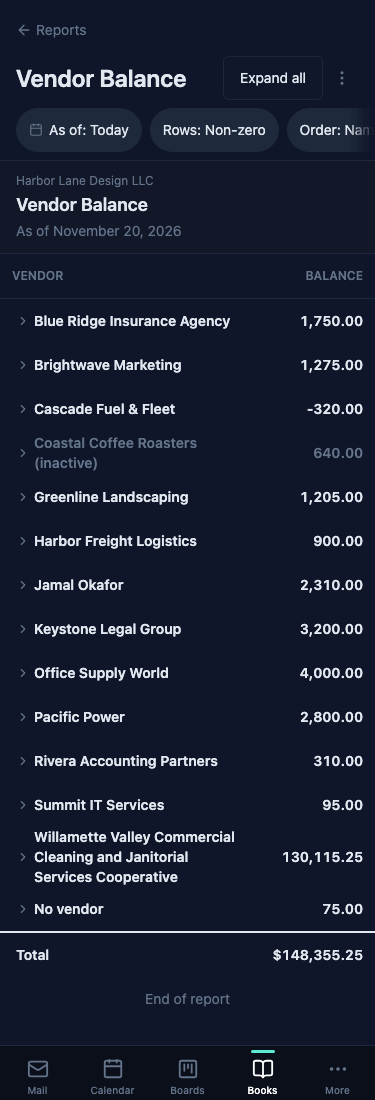 Reports
Vendor Balance
Expand all
As of: Today
Rows: Non-zero
Order: Nam
Harbor Lane Design LLC
Vendor Balance
As of November 20, 2026
VENDOR BALANCE
Blue Ridge Insurance Agency 1,750.00
Brightwave Marketing 1,275.00
Cascade Fuel & Fleet -320.00
Coastal Coffee Roasters
(inactive) 640.00
Greenline Landscaping 1,205.00
Harbor Freight Logistics 900.00
Jamal Okafor 2,310.00
Keystone Legal Group 3,200.00
Office Supply World 4,000.00
Pacific Power 2,800.00
Rivera Accounting Partners 310.00
Summit IT Services 95.00
Willamette Valley Commercial
Cleaning and Janitorial 130,115.25
Services Cooperative
No vendor 75.00
Total $148,355.25
End of report
Mail Calendar Boards Books More